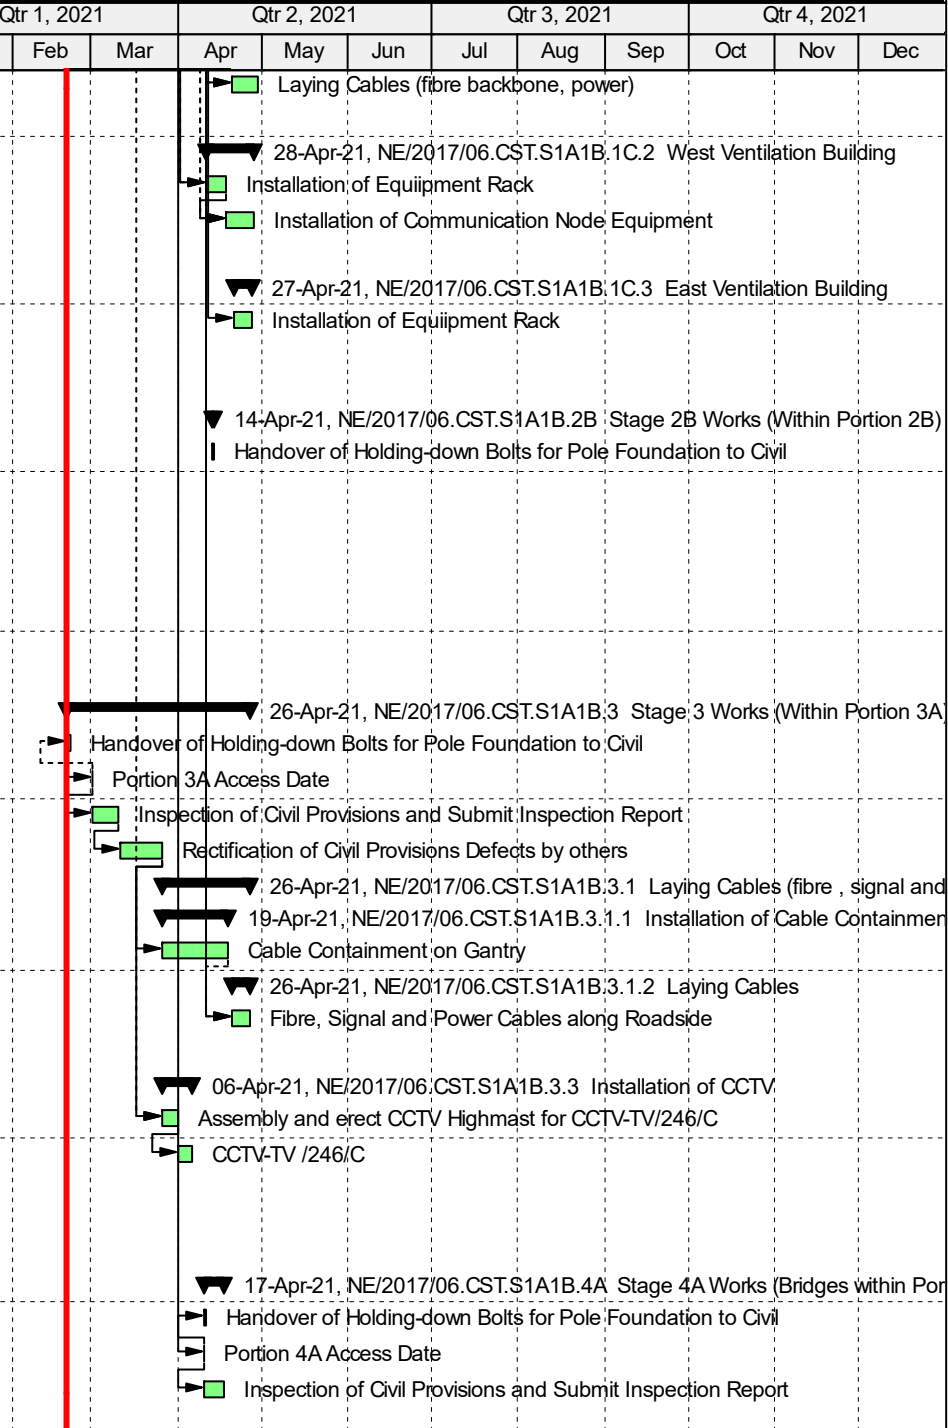 Qtr 1, 2021 Qtr 2, 2021 Qtr 3, 2021 Qtr 4, 2021
Feb Mar Apr May Jun Jul Aug Sep Oct Nov Dec
Laying Cables (fibre backbone, power)
28-Apr-21, NE/2017/06.CST.S1A1B.1C.2 West Ventilation Building
Installation of Equiipment Rack
Installation of Communication Node Equipment
27-Apr-21, NE/2017/06.CST.S1A1B.1C.3 East Ventilation Building
Installation of Equiipment Rack
14-Apr-21, NE/2017/06.CST.S1A1B.2B Stage 2B Works (Within Portion 2B)
Handover of Holding-down Bolts for Pole Foundation to Civil
26-Apr-21, NE/2017/06.CST.S1A1B.3 Stage 3 Works (Within Portion 3A)
Handover of Holding-down Bolts for Pole Foundation to Civil
Portion 3A Access Date
Inspection of Civil Provisions and Submit Inspection Report
Rectification of Civil Provisions Defects by others
26-Apr-21, NE/2017/06.CST.S1A1B.3.1 Laying Cables (fibre , signal and
19-Apr-21, NE/2017/06.CST.S1A1B.3.1.1 Installation of Cable Containmen
Cable Containment on Gantry
26-Apr-21, NE/2017/06.CST.S1A1B.3.1.2 Laying Cables
Fibre, Signal and Power Cables along Roadside
06-Apr-21, NE/2017/06.CST.S1A1B.3.3 Installation of CCTV
Assembly and erect CCTV Highmast for CCTV-TV/246/C
CCTV-TV /246/C
17-Apr-21, NE/2017/06.CST.S1A1B.4A Stage 4A Works (Bridges within Por
Handover of Holding-down Bolts for Pole Foundation to Civil
Portion 4A Access Date
Inspection of Civil Provisions and Submit Inspection Report